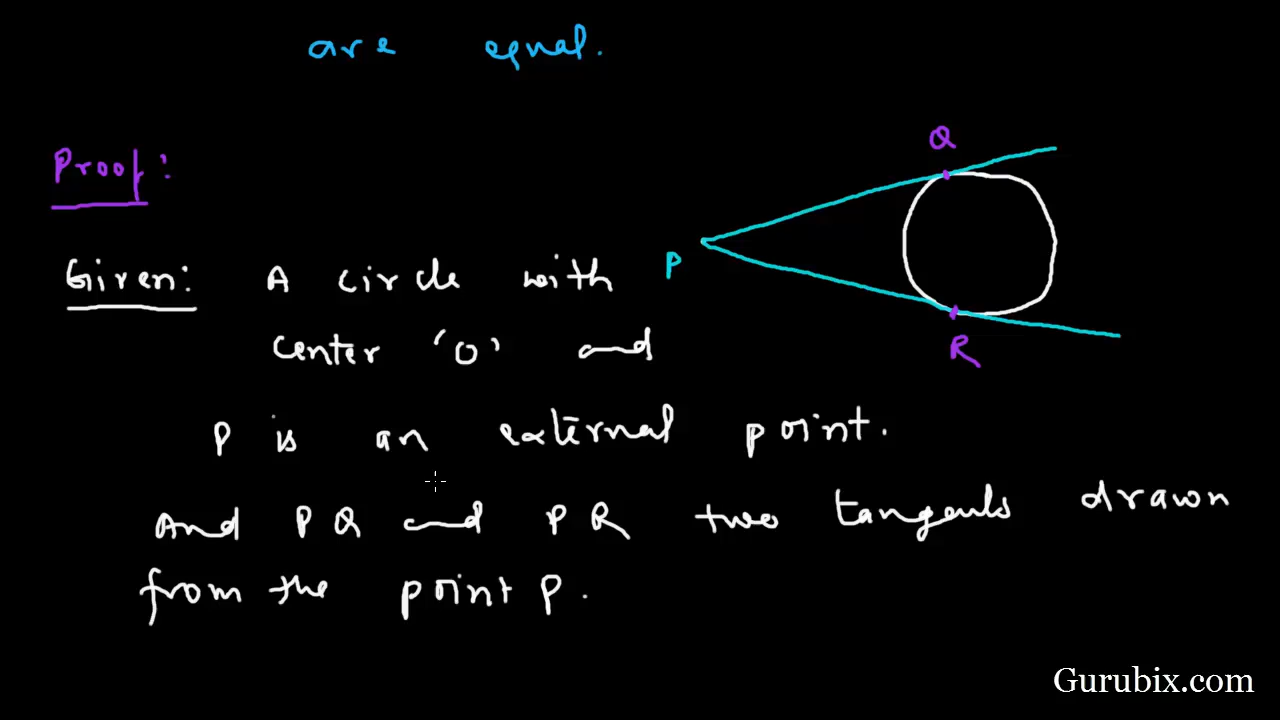 are equal.
Proof:
Q
P
R
Given: A circle with
center 'O' and
P is an external point.
And PQ and PR two tangents drawn
from the point P.
Gurubix.com